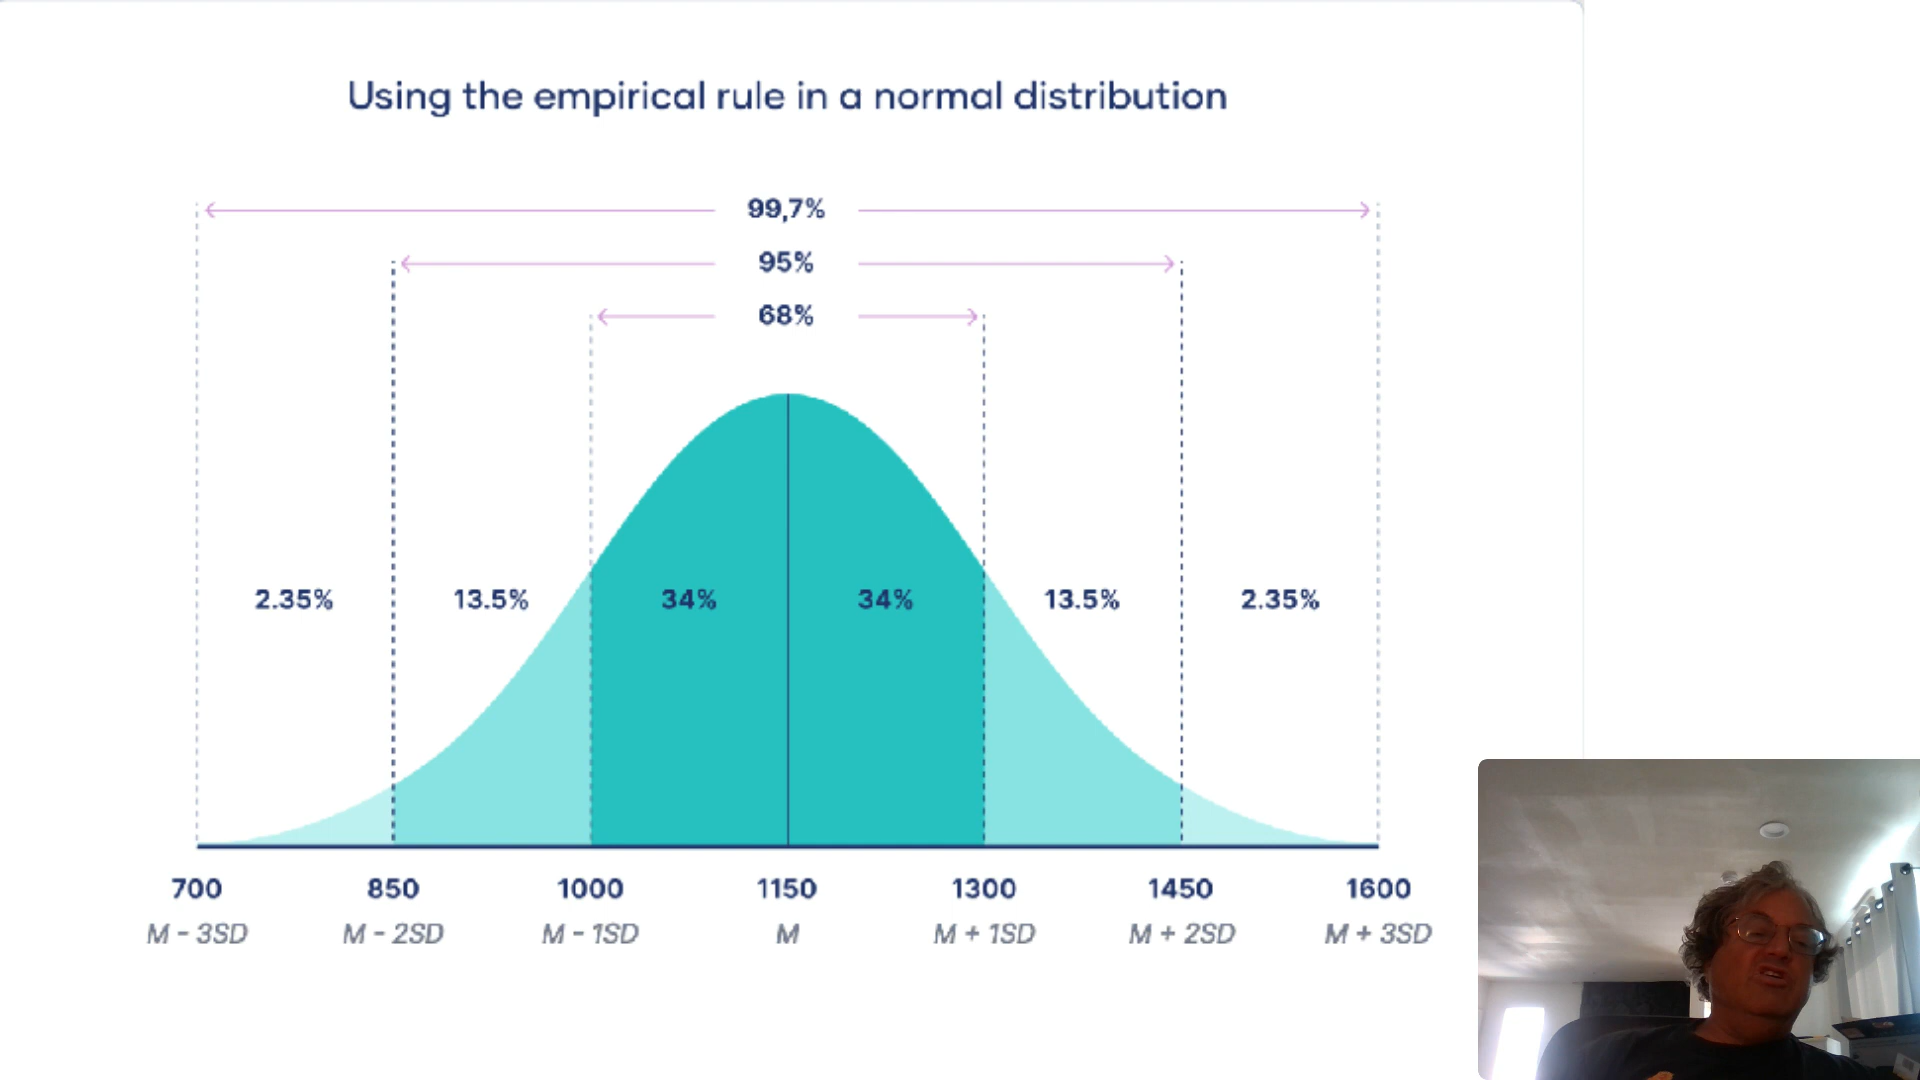 Using the empirical rule in a normal distribution
99,7%
95%
68%
2.35% 13.5% 34% 34% 13.5% 2.35%
700 850 1000 1150 1300 1450 1600
M - 3SD M - 2SD M - 1SD M M + 1SD M + 2SD M + 3SD